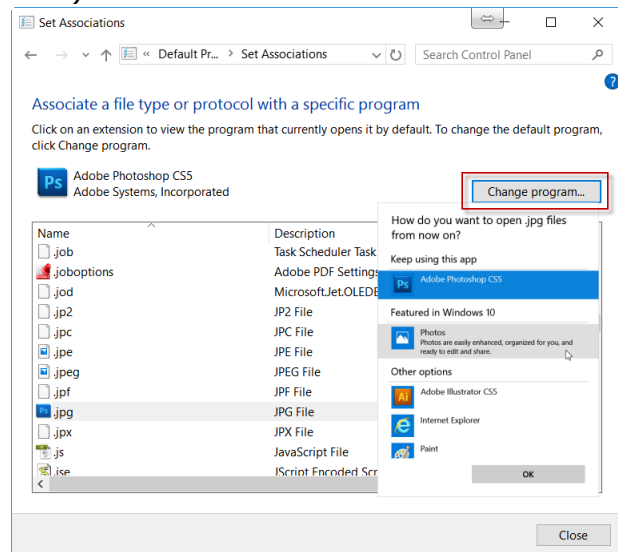 Set Associations
« Default Pr... > Set Associations
Search Control Panel
?
Associate a file type or protocol with a specific program
Click on an extension to view the program that currently opens it by default. To change the default program,
click Change program.
Ps
Adobe Photoshop CS5
Adobe Systems, Incorporated
Change program...
Name Description
.job Task Scheduler Task
.joboptions Adobe PDF Settings
.jod Microsoft.Jet.OLEDB
.jp2 JP2 File
.jpc JPC File
.jpe JPE File
.jpeg JPEG File
.jpf JPF File
Ps .jpg JPG File
.jpx JPX File
.js JavaScript File
.jse JScript Encoded Scr
How do you want to open .jpg files
from now on?
Keep using this app
Ps Adobe Photoshop CS5
Featured in Windows 10
Photos
Photos are easily enhanced, organized for you, and
ready to edit and share.
Other options
Ai Adobe Illustrator CS5
Internet Explorer
Paint
OK
Close